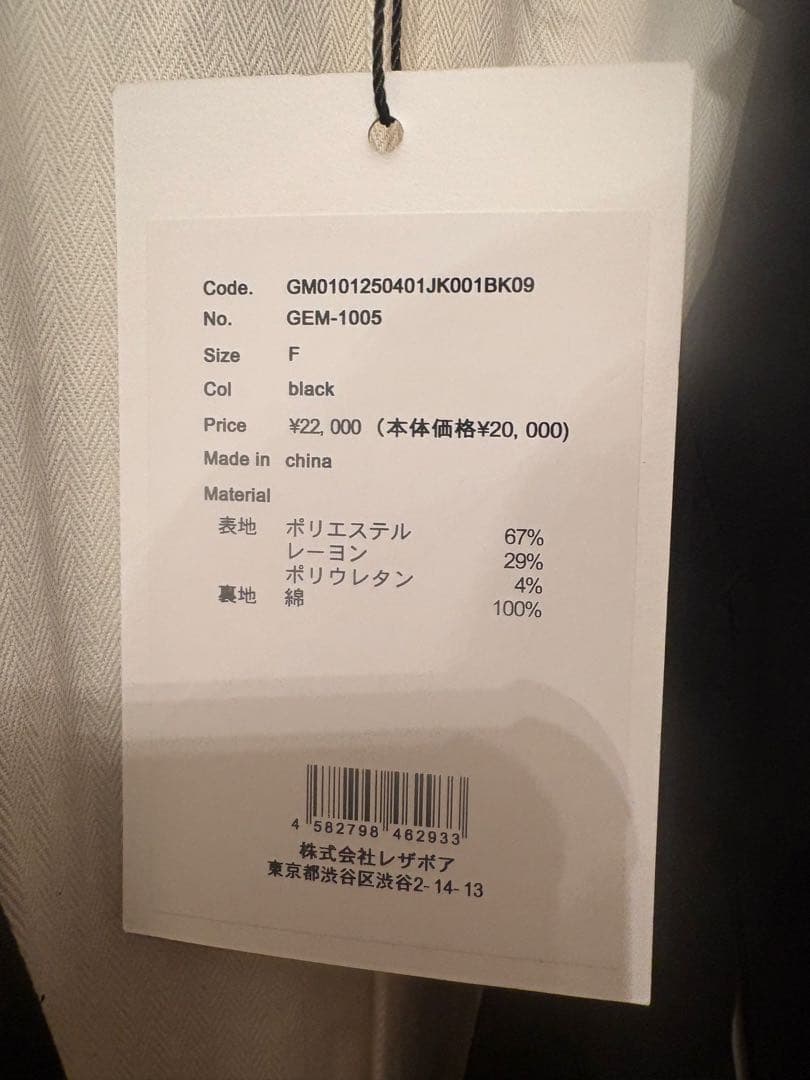 Code. GM0101250401JK001BK09
No. GEM-1005
Size F
Col black
Price ¥22, 000 （本体価格¥20, 000)
Made in china
Material
表地 ポリエステル 67%
レーヨン 29%
ポリウレタン 4%
裏地 綿 100%
4 582798 462933
株式会社レザボア
東京都渋谷区渋谷2-14-13